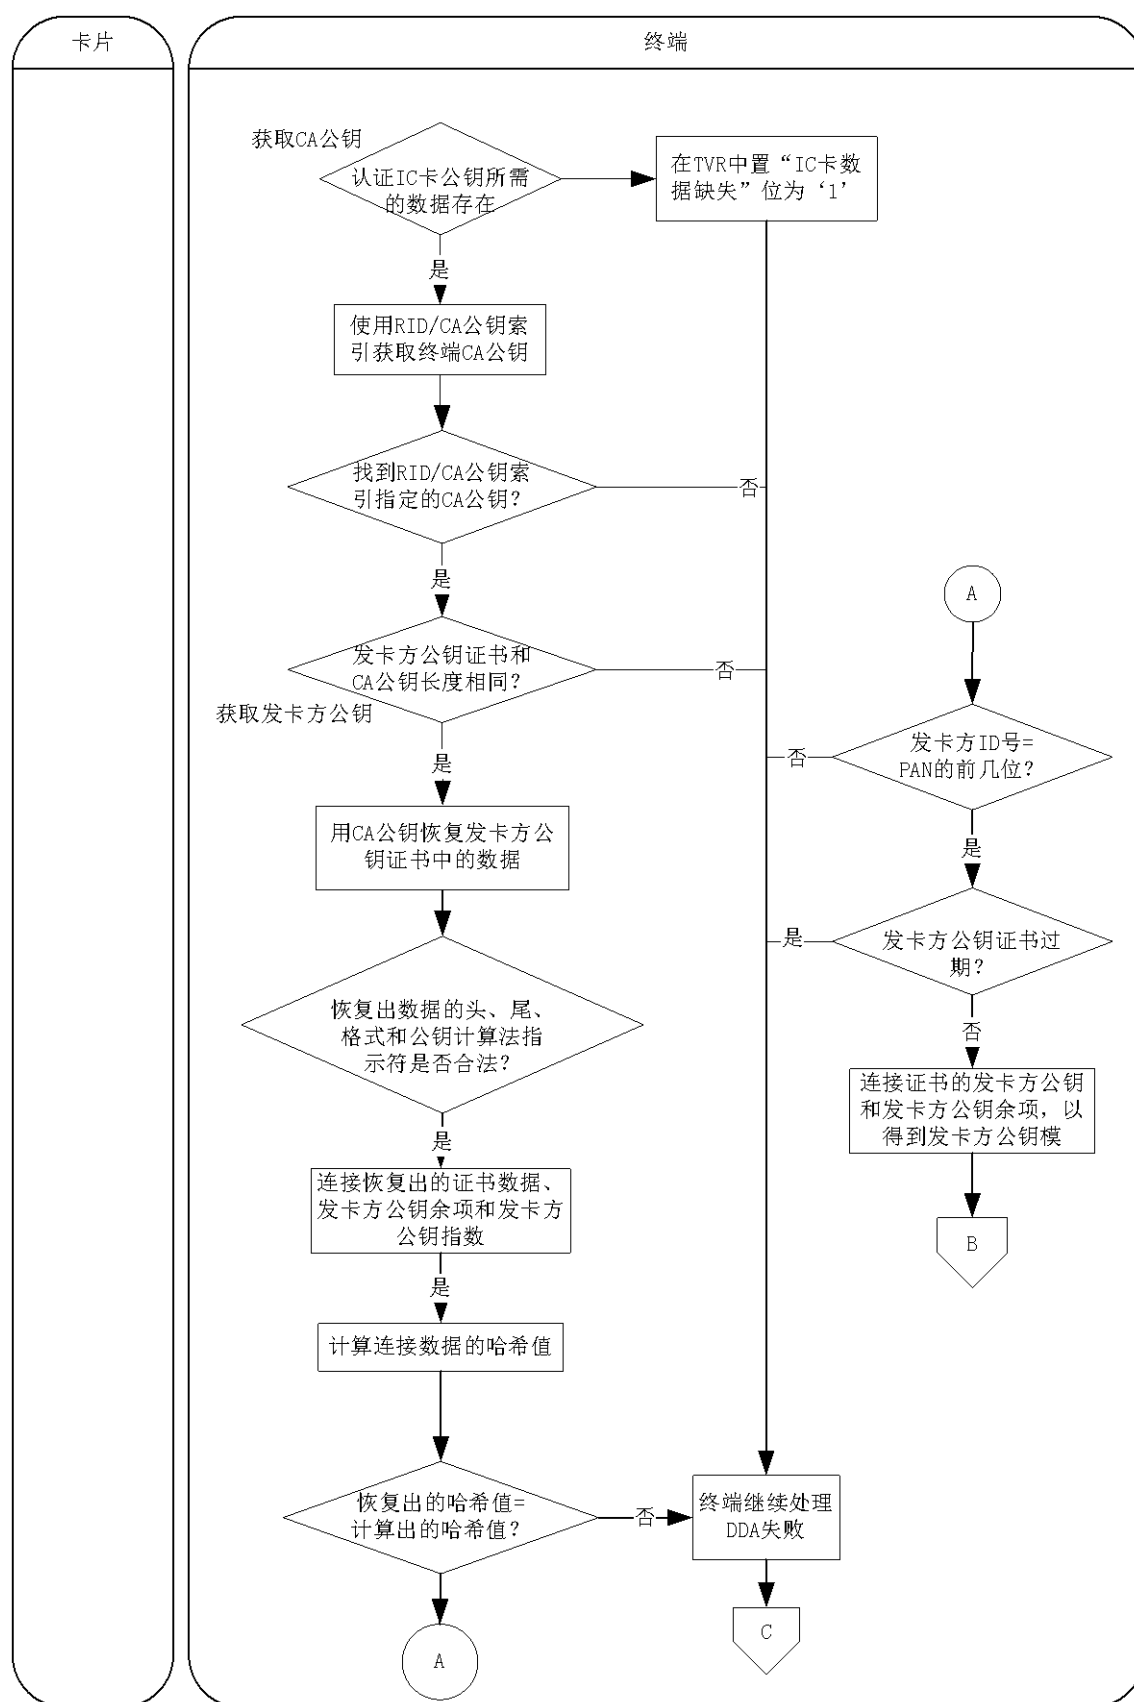 卡片
终端
获取CA公钥
认证IC卡公钥所需
的数据存在
在TVR中置“IC卡数
据缺失”位为‘1’
是
使用RID/CA公钥索
引获取终端CA公钥
找到RID/CA公钥索
引指定的CA公钥?
否
是
发卡方公钥证书和
CA公钥长度相同?
否
获取发卡方公钥
是
用CA公钥恢复发卡方公
钥证书中的数据
恢复出数据的头、尾、
格式和公钥计算法指
示符是否合法?
是
连接恢复出的证书数据、
发卡方公钥余项和发卡方
公钥指数
是
计算连接数据的哈希值
恢复出的哈希值=
计算出的哈希值?
否
终端继续处理
DDA失败
A
C
A
发卡方ID号=
PAN的前几位?
否
是
发卡方公钥证书过
期?
是
否
连接证书的发卡方公钥
和发卡方公钥余项，以
得到发卡方公钥模
B